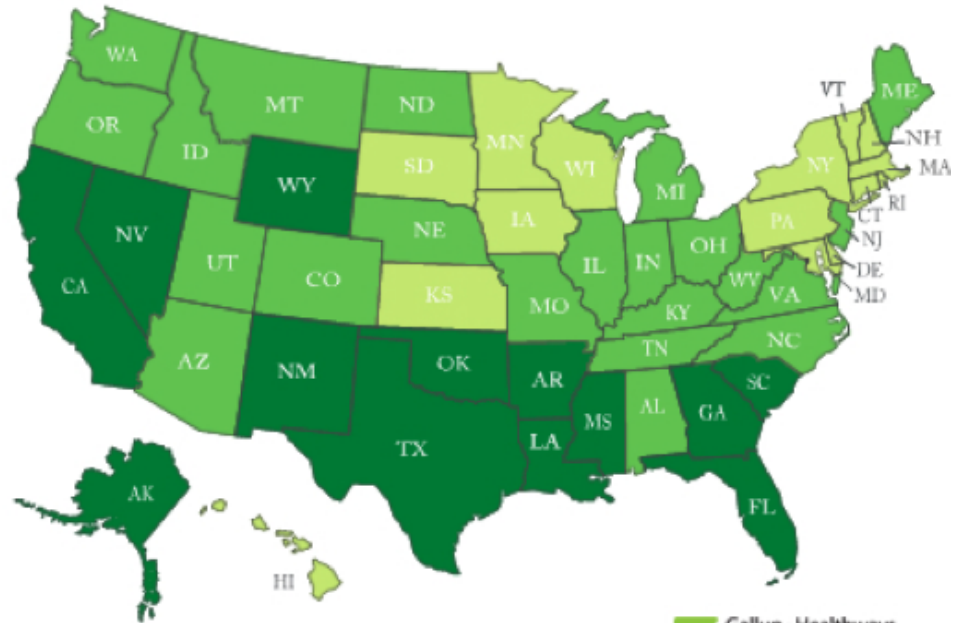 WA
MT
ND
MN
VT
ME
OR
ID
SD
WI
NY
NH
MA
WY
MI
RI
CT
NV
NE
IA
PA
NJ
CA
UT
CO
KS
IL
IN
OH
WV
VA
DE
MD
MO
KY
AZ
NM
OK
AR
TN
NC
TX
LA
MS
AL
GA
SC
AK
FL
HI
Gallup-Healthways